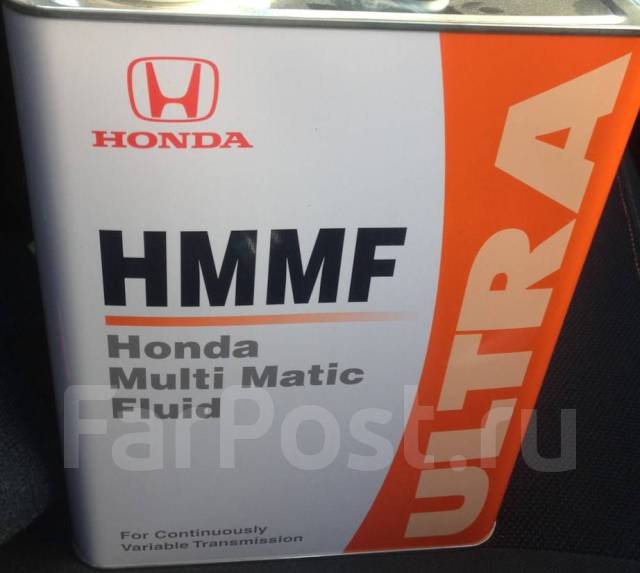 HONDA
HMMF
Honda
Multi Matic
Fluid
FarPost.ru
For Continuously
Variable Transmission
ULTRA